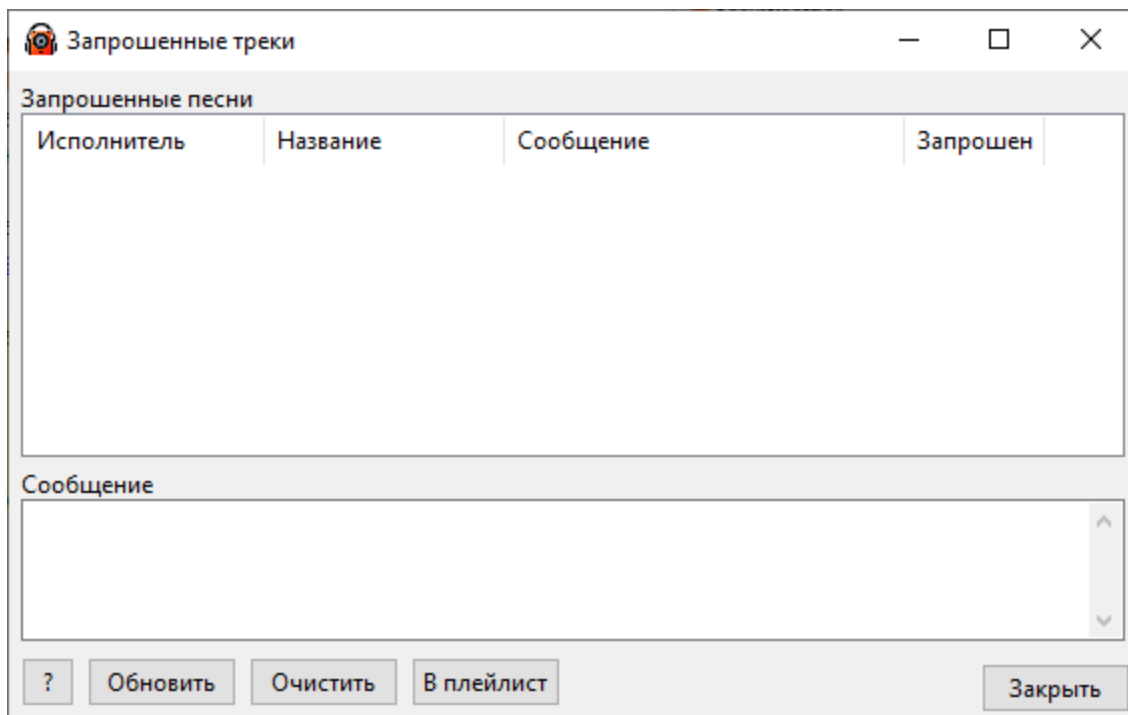 Запрошенные треки
Запрошенные песни
Исполнитель Название Сообщение Запрошен
Сообщение
? Обновить Очистить В плейлист Закрыть